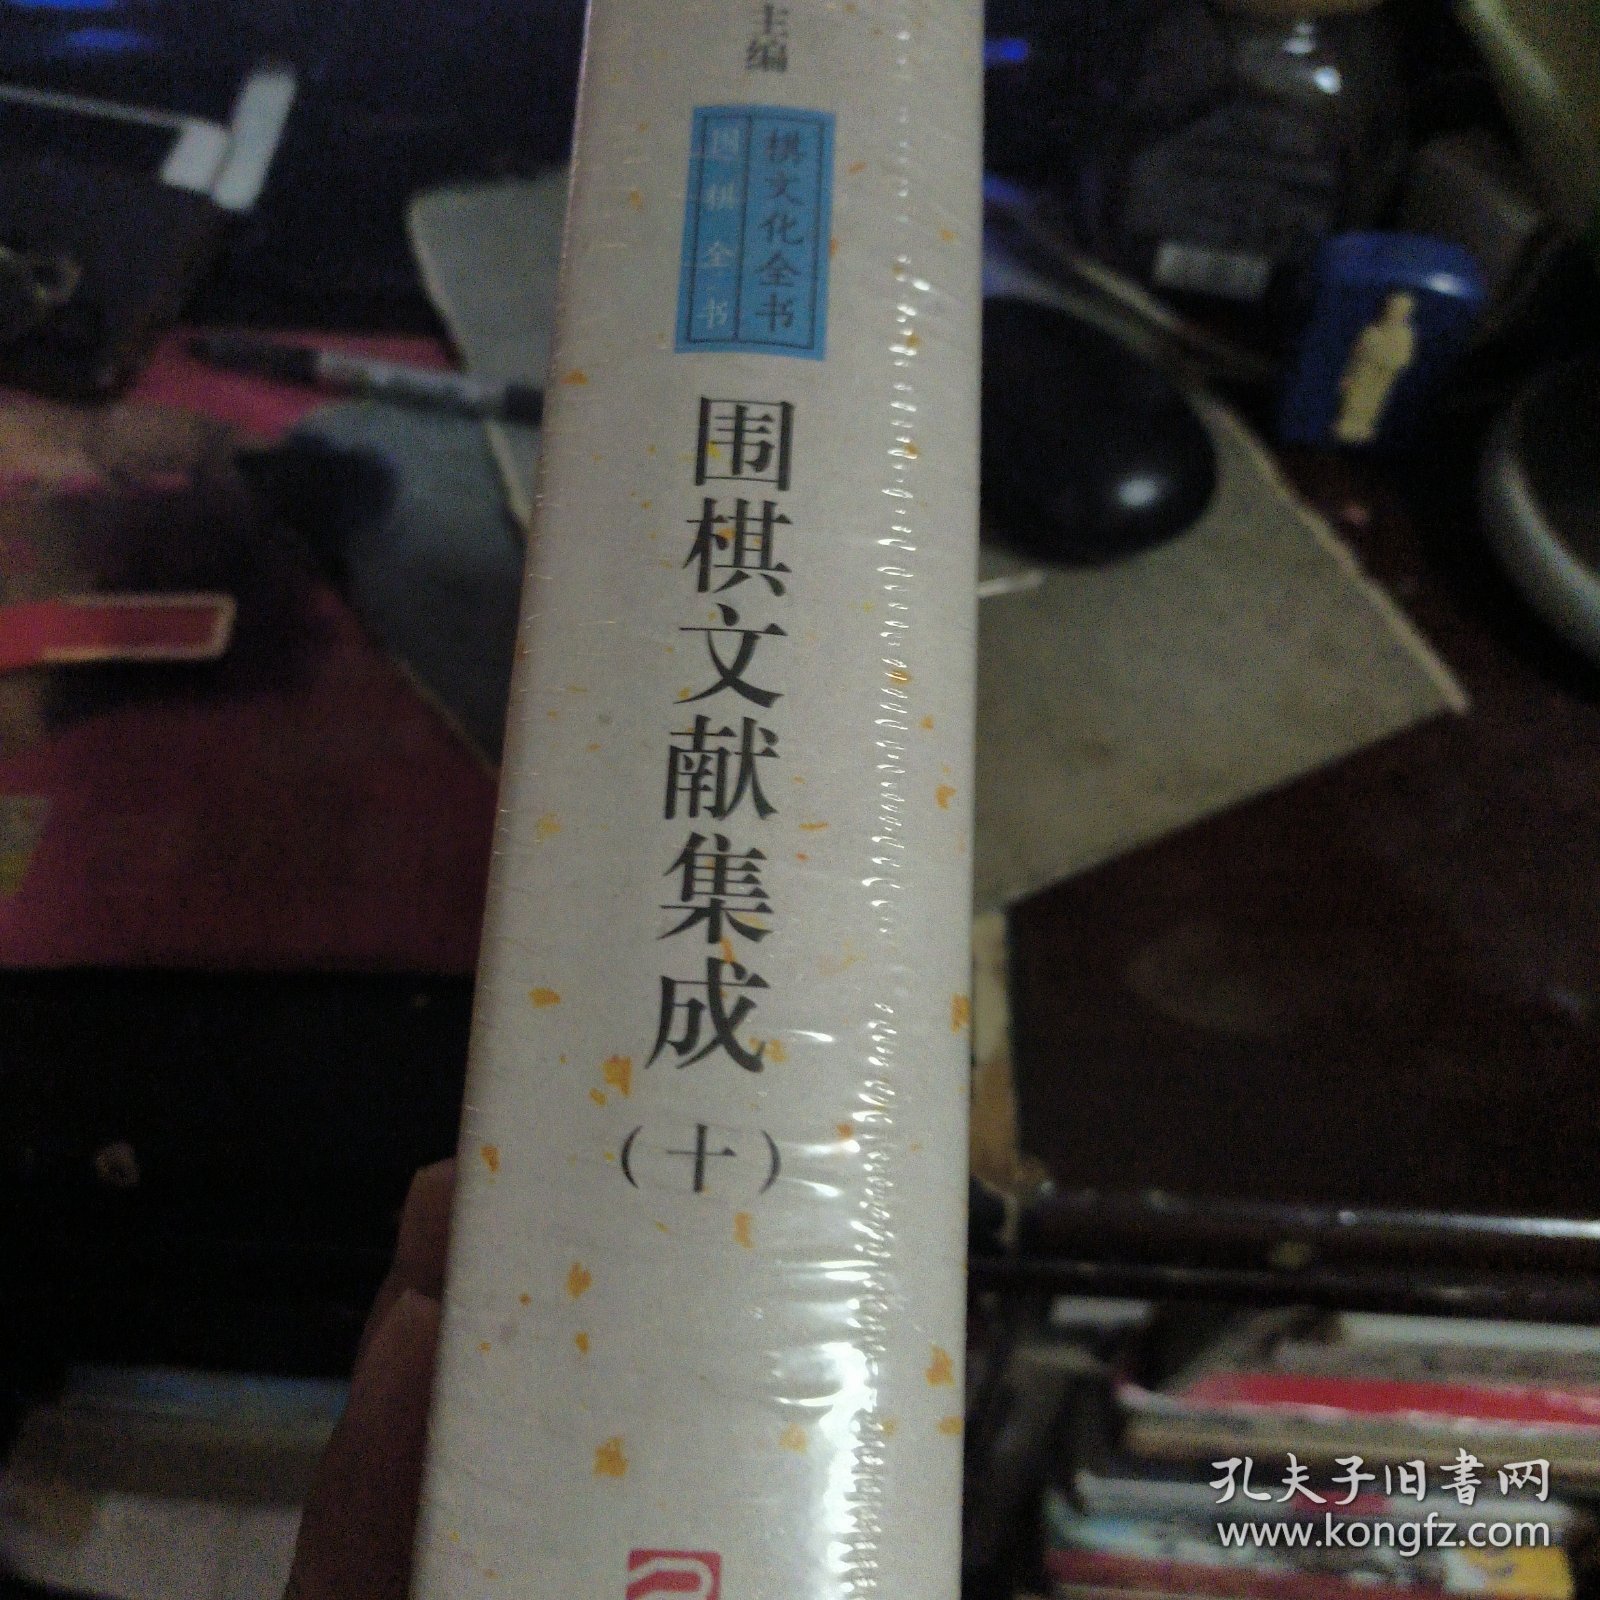 主编
棋文化全书
围棋全书
围棋文献集成
（十）
孔夫子旧書网
www.kongfz.com